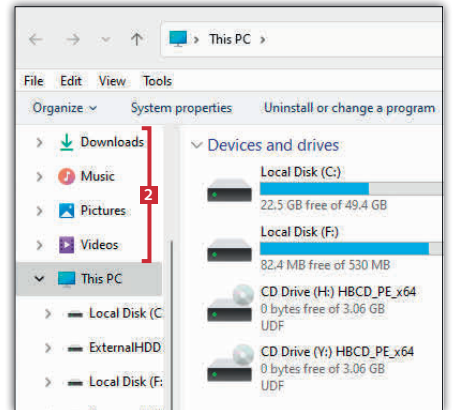 This PC
File Edit View Tools
Organize System properties Uninstall or change a program
Downloads
Music
Pictures
Videos
2
This PC
Local Disk (C
ExternalHDD
Local Disk (F:
Devices and drives
Local Disk (C:)
22.5 GB free of 49.4 GB
Local Disk (F:)
82.4 MB free of 530 MB
CD Drive (H:) HBCD_PE_x64
0 bytes free of 3.06 GB
UDF
CD Drive (Y:) HBCD_PE_x64
0 bytes free of 3.06 GB
UDF